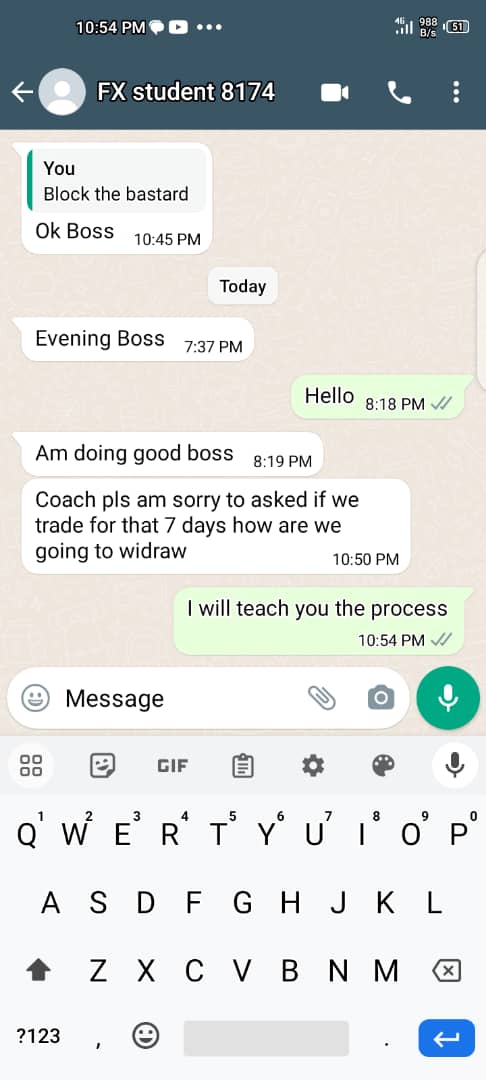 10:54 PM
4G 988 B/s 51
FX student 8174
You
Block the bastard
Ok Boss 10:45 PM
Today
Evening Boss 7:37 PM
Hello 8:18 PM
Am doing good boss 8:19 PM
Coach pls am sorry to asked if we
trade for that 7 days how are we
going to widraw
10:50 PM
I will teach you the process
10:54 PM
Message
GIF
1 2 3 4 5 6 7 8 9 0
Q W E R T Y U I O P
A S D F G H J K L
Z X C V B N M
?123 , .